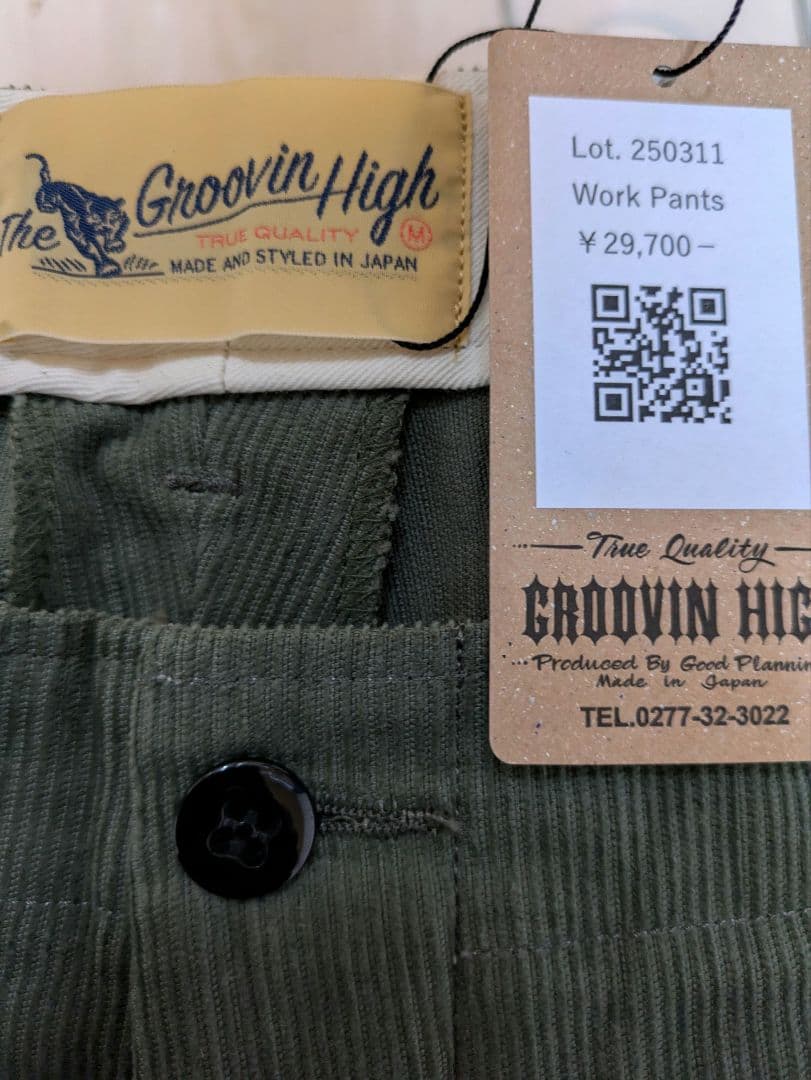 The Groovin High
TRUE QUALITY M
MADE AND STYLED IN JAPAN
Lot. 250311
Work Pants
¥29,700−
True Quality
GROOVIN HIG
Produced By Good Plannin
Made in Japan
TEL.0277-32-3022